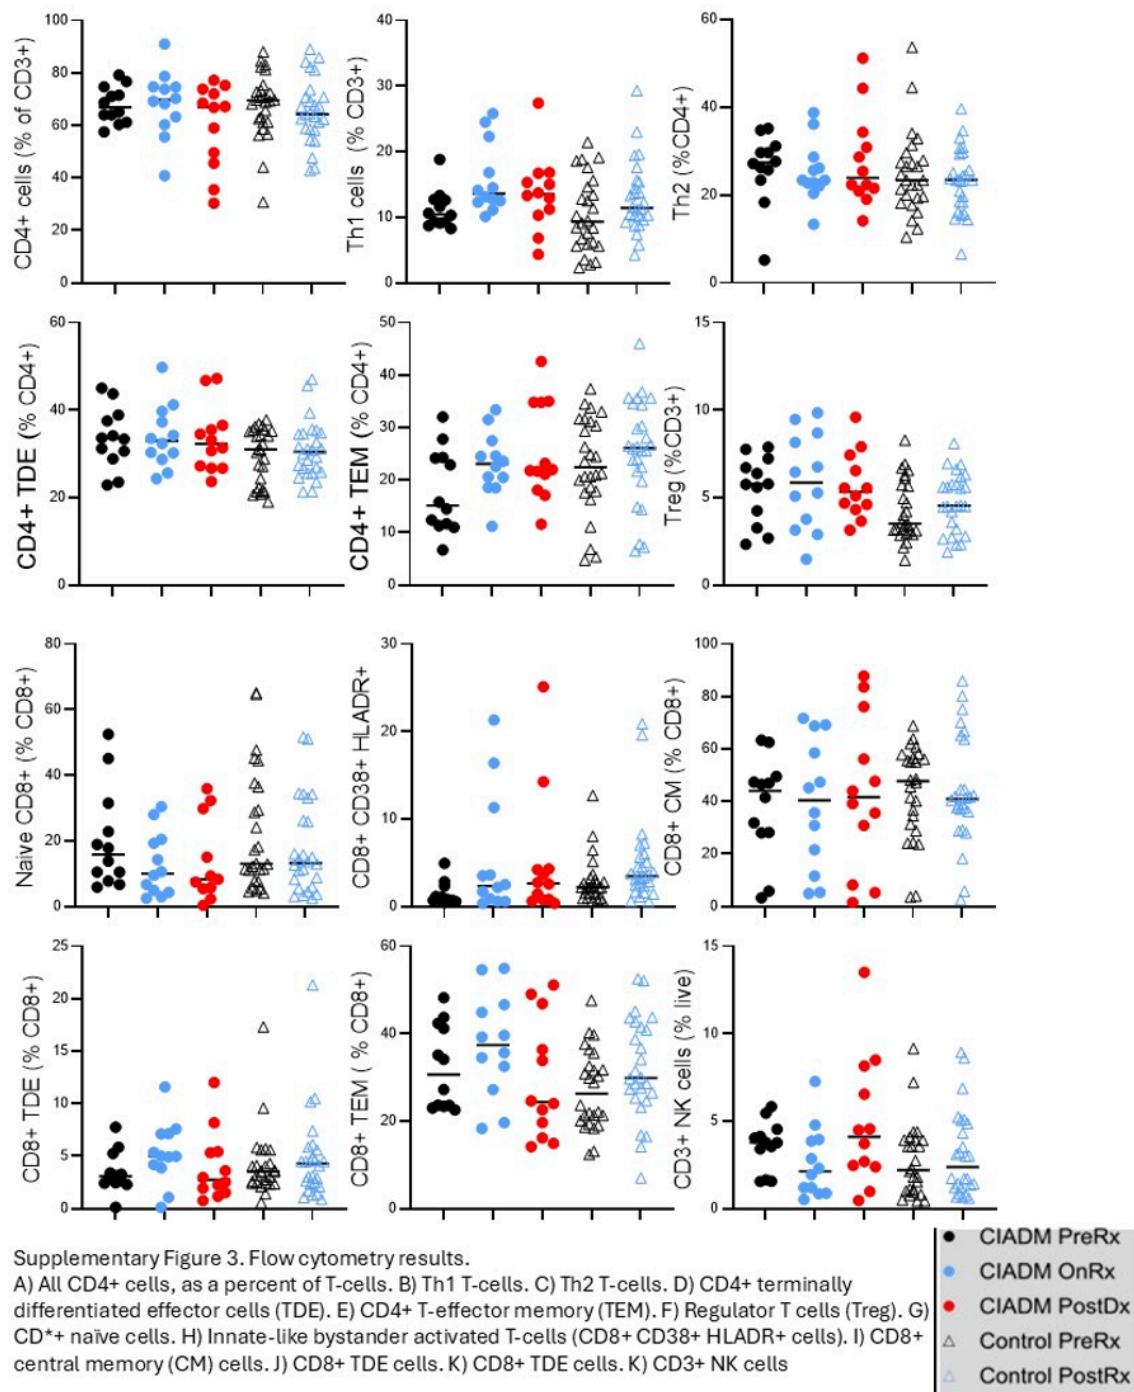 CD4+ cells (% of CD3+)
100
80
60
40
20
0
Th1 cells (% CD3+)
40
30
20
10
0
Th2 (%CD4+)
60
40
20
0
CD4+ TDE (% CD4+)
60
40
20
0
CD4+ TEM (% CD4+)
50
40
30
20
10
0
Treg (%CD3+)
15
10
5
0
Naive CD8+ (% CD8+)
80
60
40
20
0
CD8+ CD38+ HLADR+
30
20
10
0
CD8+ CM (% CD8+)
100
80
60
40
20
0
CD8+ TDE (% CD8+)
25
20
15
10
5
0
CD8+ TEM ( % CD8+)
60
40
20
0
CD3+ NK cells (% live)
15
10
5
0
Supplementary Figure 3. Flow cytometry results.
A) All CD4+ cells, as a percent of T-cells. B) Th1 T-cells. C) Th2 T-cells. D) CD4+ terminally
differentiated effector cells (TDE). E) CD4+ T-effector memory (TEM). F) Regulator T cells (Treg). G)
CD*+ naïve cells. H) Innate-like bystander activated T-cells (CD8+ CD38+ HLADR+ cells). I) CD8+
central memory (CM) cells. J) CD8+ TDE cells. K) CD8+ TDE cells. K) CD3+ NK cells
CIADM PreRx
CIADM OnRx
CIADM PostDx
Control PreRx
Control PostRx